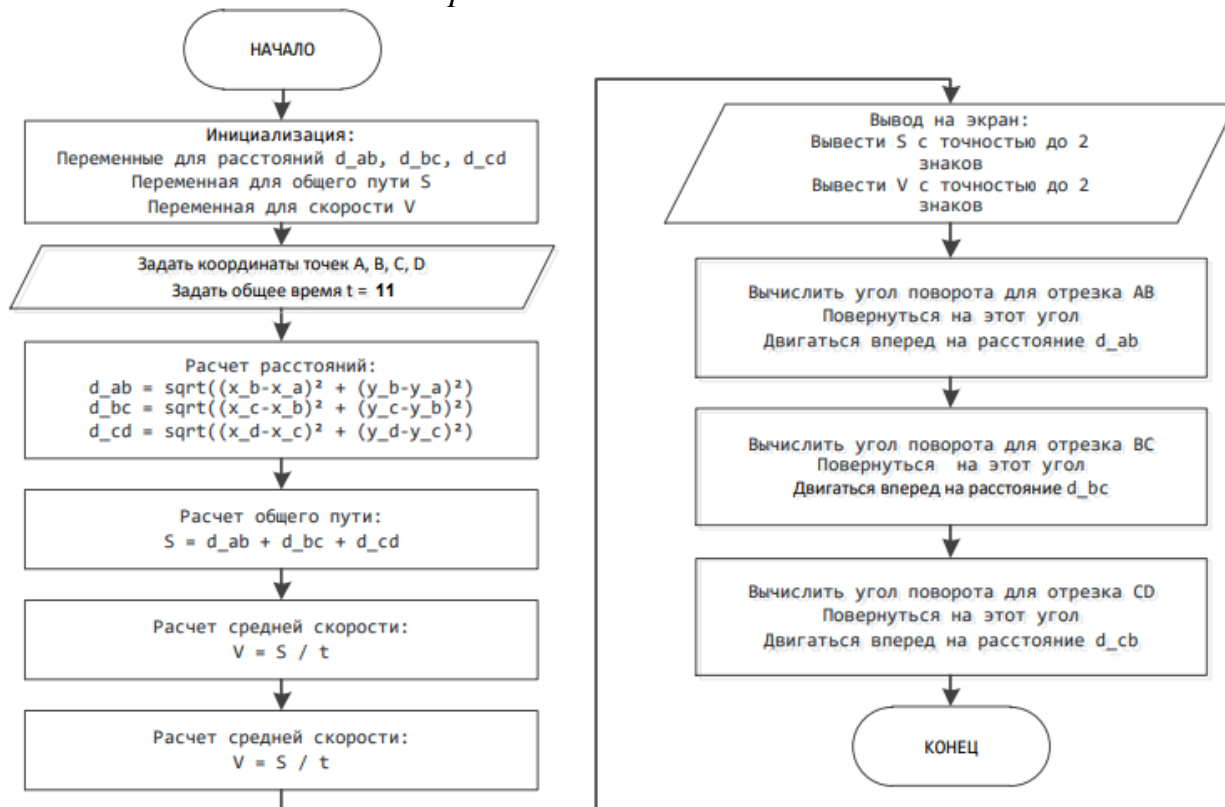 НАЧАЛО
Инициализация:
Переменные для расстояний d_ab, d_bc, d_cd
Переменная для общего пути S
Переменная для скорости V
Задать координаты точек A, B, C, D
Задать общее время t = 11
Расчет расстояний:
d_ab = sqrt((x_b-x_a)² + (y_b-y_a)²)
d_bc = sqrt((x_c-x_b)² + (y_c-y_b)²)
d_cd = sqrt((x_d-x_c)² + (y_d-y_c)²)
Расчет общего пути:
S = d_ab + d_bc + d_cd
Расчет средней скорости:
V = S / t
Расчет средней скорости:
V = S / t
Вывод на экран:
Вывести S с точностью до 2
знаков
Вывести V с точностью до 2
знаков
Вычислить угол поворота для отрезка AB
Повернуться на этот угол
Двигаться вперед на расстояние d_ab
Вычислить угол поворота для отрезка BC
Повернуться на этот угол
Двигаться вперед на расстояние d_bc
Вычислить угол поворота для отрезка CD
Повернуться на этот угол
Двигаться вперед на расстояние d_cb
КОНЕЦ